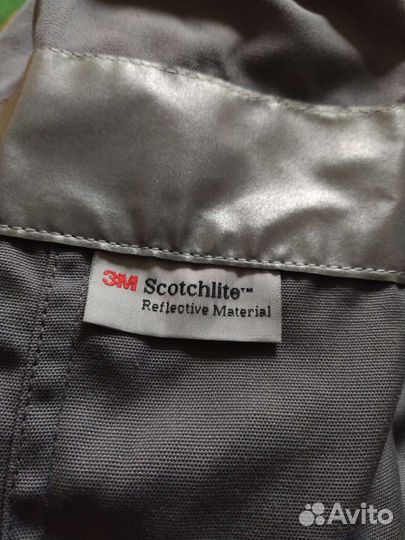 3M Scotchlite™
Reflective Material
Avito